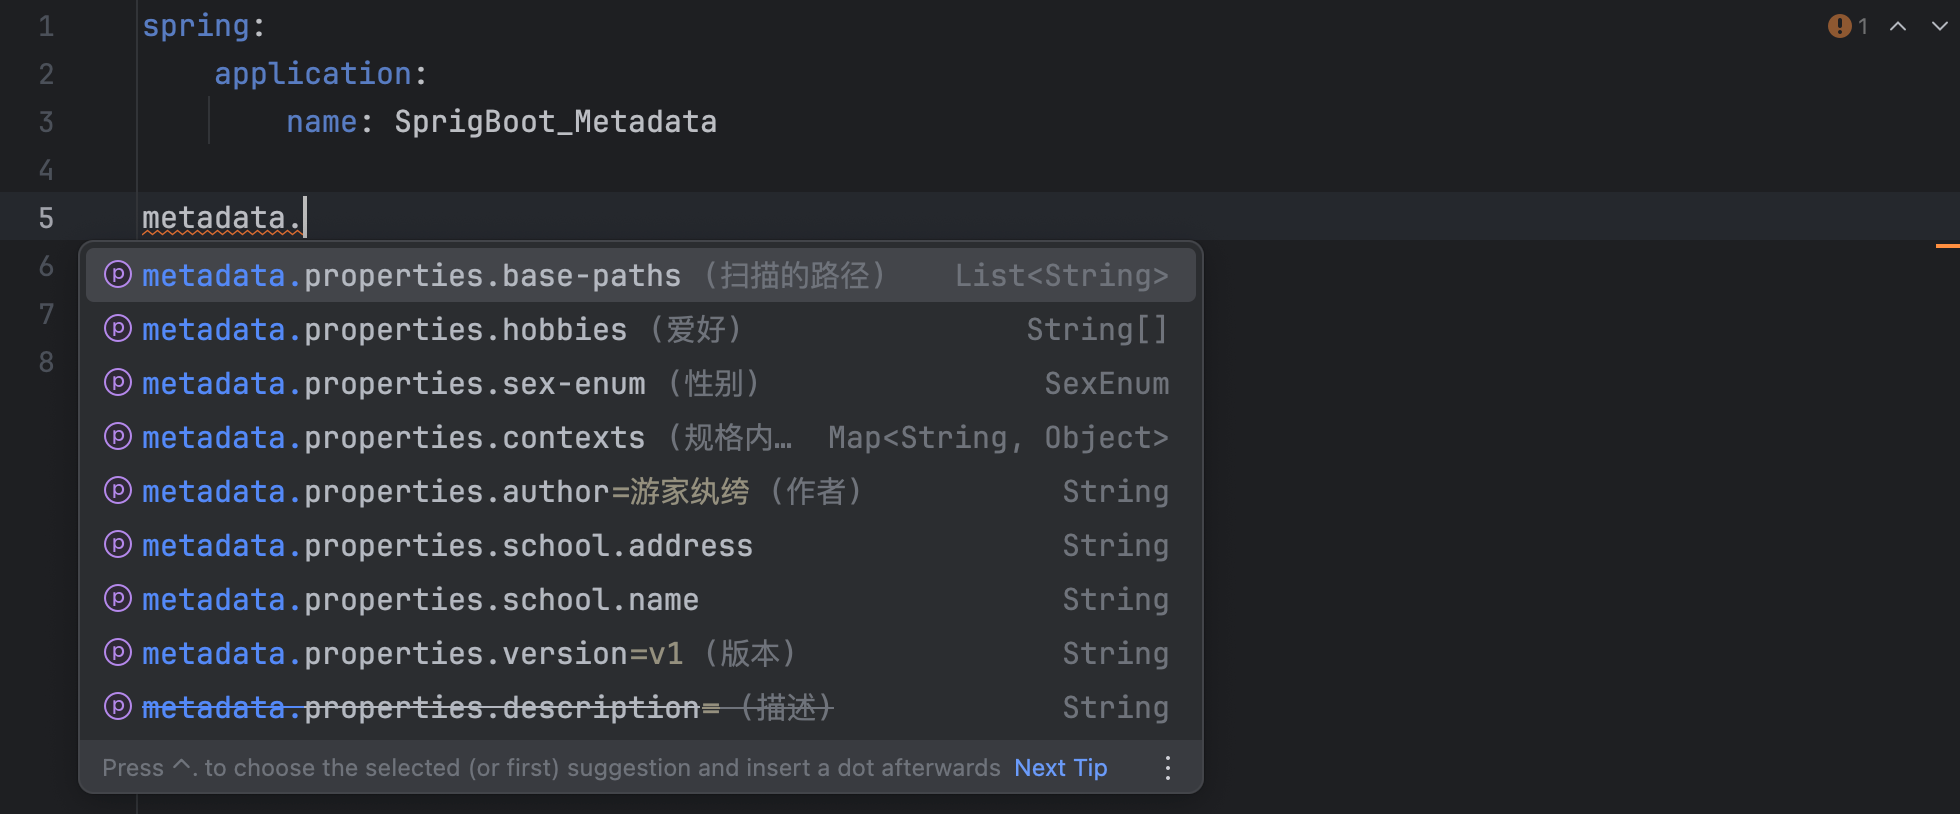 1 spring:
2 application:
3 name: SprigBoot_Metadata
4
5 metadata.
6
7
8
1
metadata.properties.base-paths (扫描的路径) List<String>
metadata.properties.hobbies (爱好) String[]
metadata.properties.sex-enum (性别) SexEnum
metadata.properties.contexts (规格内… Map<String, Object>
metadata.properties.author=游家纨绔 (作者) String
metadata.properties.school.address String
metadata.properties.school.name String
metadata.properties.version=v1 (版本) String
metadata.properties.description= (描述) String
Press ^. to choose the selected (or first) suggestion and insert a dot afterwards Next Tip